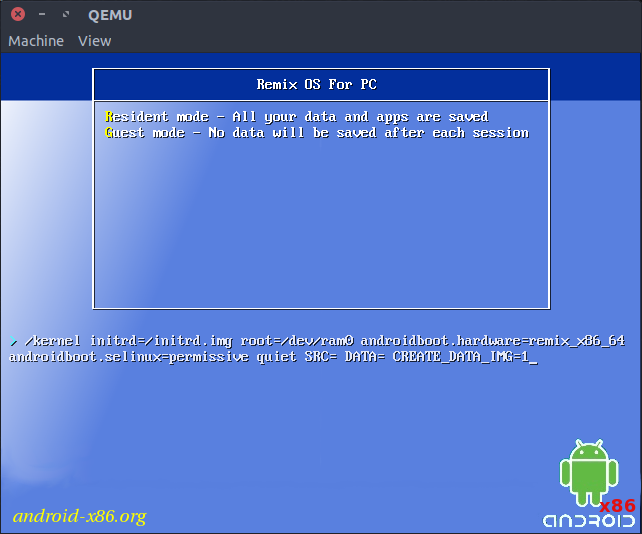 QEMU
Machine View
Remix OS For PC
Resident mode - All your data and apps are saved
Guest mode - No data will be saved after each session
> /kernel initrd=/initrd.img root=/dev/ram0 androidboot.hardware=remix_x86_64
androidboot.selinux=permissive quiet SRC= DATA= CREATE_DATA_IMG=1_
x86
android-x86.org
ANDROID